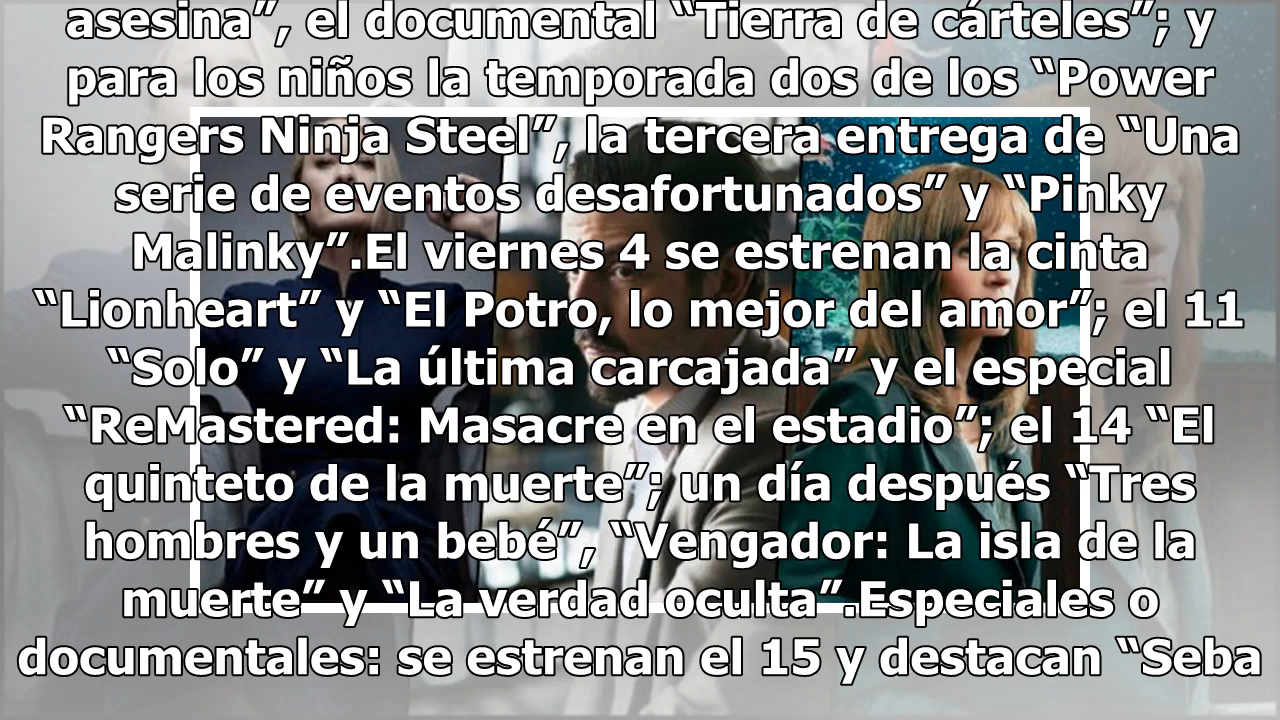 asesina”, el documental “Tierra de cárteles”; y
para los niños la temporada dos de los “Power
Rangers Ninja Steel”, la tercera entrega de “Una
serie de eventos desafortunados” y “Pinky
Malinky”.El viernes 4 se estrenan la cinta
“Lionheart” y “El Potro, lo mejor del amor”; el 11
“Solo” y “La última carcajada” y el especial
“ReMastered: Masacre en el estadio”; el 14 “El
quinteto de la muerte”; un día después “Tres
hombres y un bebé”, “Vengador: La isla de la
muerte” y “La verdad oculta”.Especiales o
documentales: se estrenan el 15 y destacan “Seba